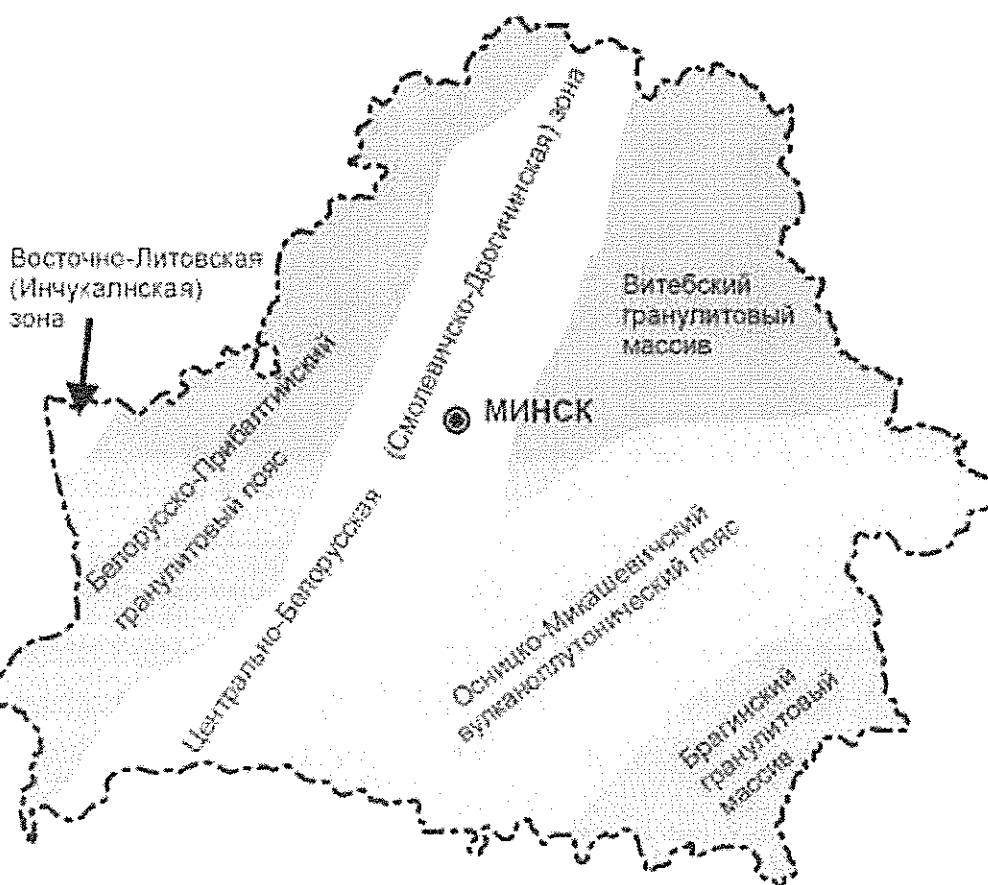 Восточно-Литовская
(Инчукалнская)
зона
Белорусско-Прибалтийский
гранулитовый пояс
Центрально-Белорусская (Смолевичско-Дрогичинская) зона
Витебский
гранулитовый
массив
МИНСК
Осницко-Микашевичский
вулканоплутонический пояс
Брагинский
гранулитовый
массив